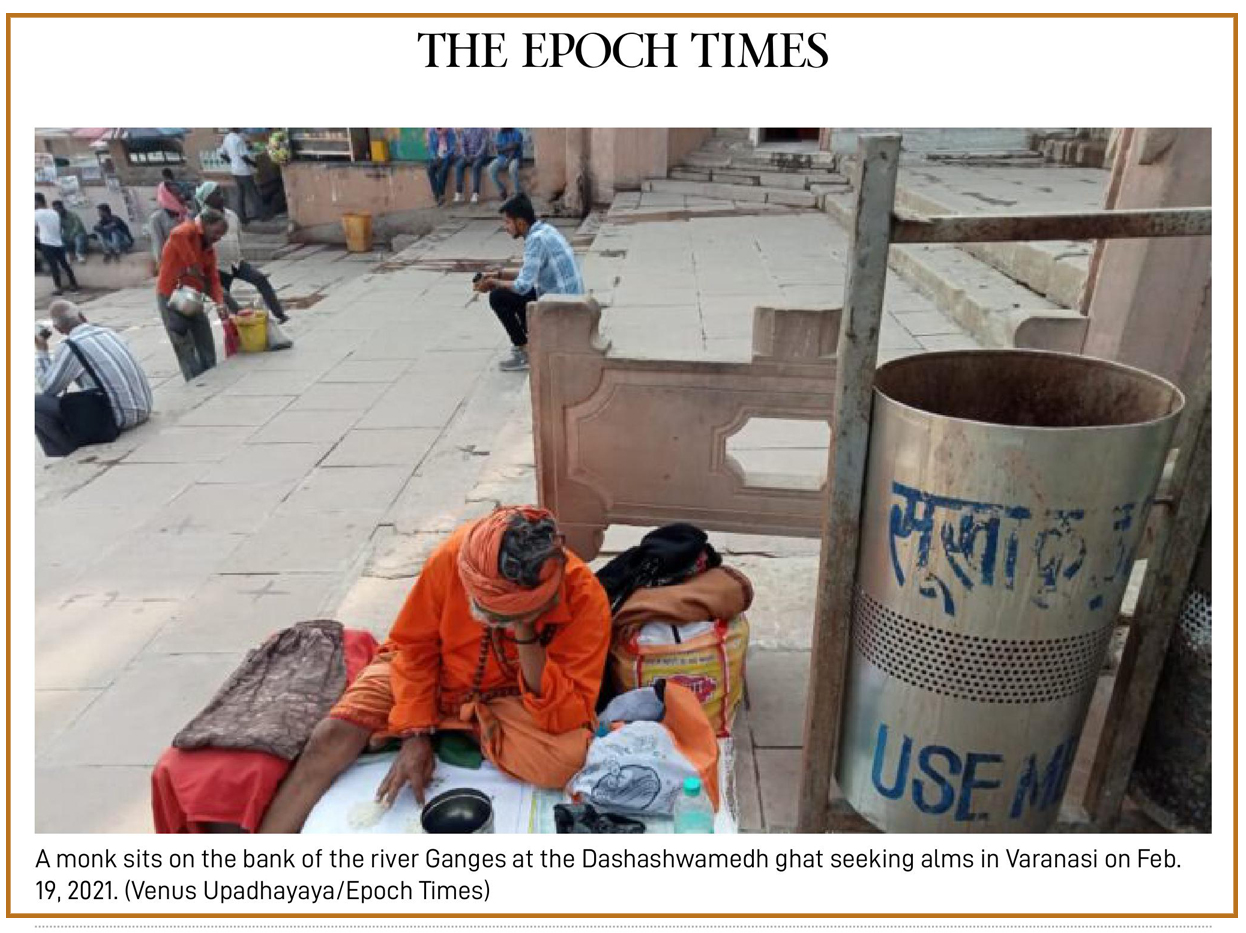 THE EPOCH TIMES
सूखा कू
USE M
A monk sits on the bank of the river Ganges at the Dashashwamedh ghat seeking alms in Varanasi on Feb.
19, 2021. (Venus Upadhayaya/Epoch Times)